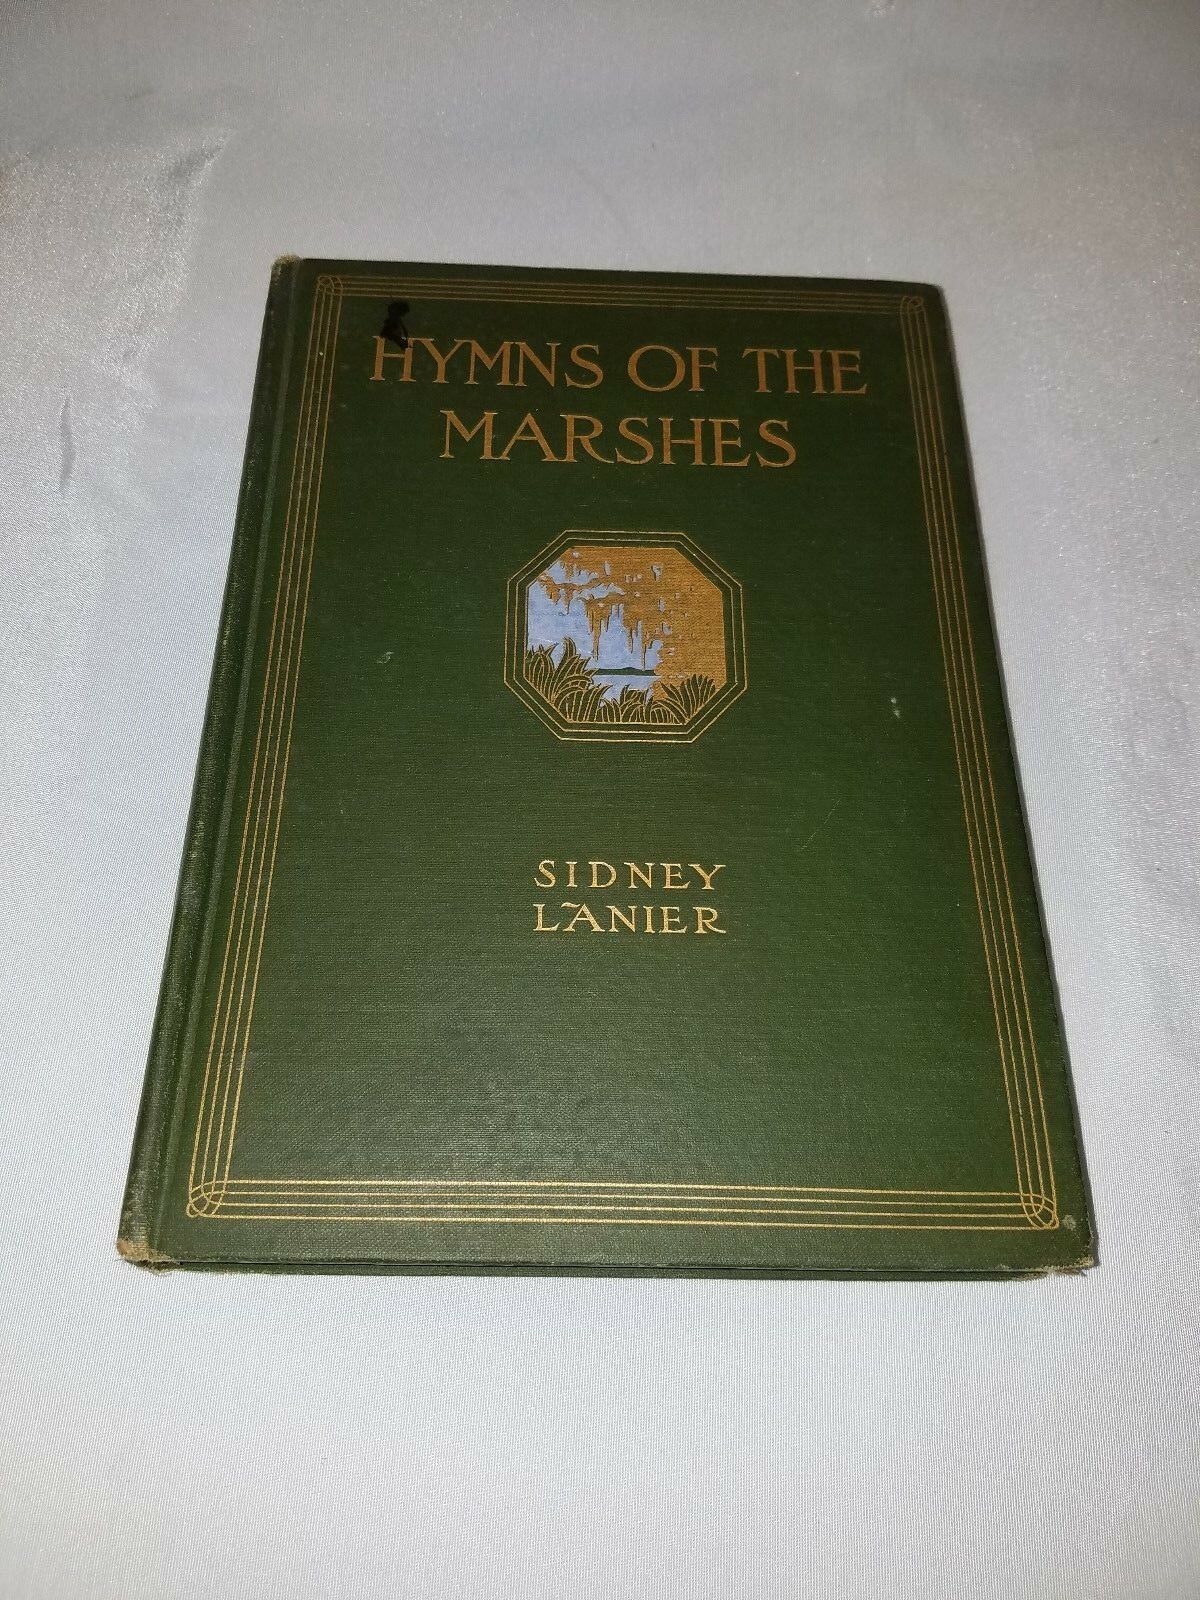 HYMNS OF THE
MARSHES
SIDNEY
LANIER